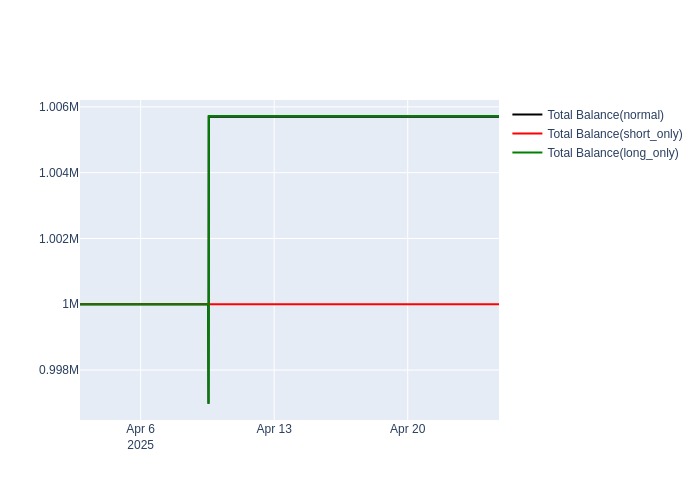 1.006M
1.004M
1.002M
1M
0.998M
Apr 6
2025
Apr 13
Apr 20
Total Balance(normal)
Total Balance(short_only)
Total Balance(long_only)